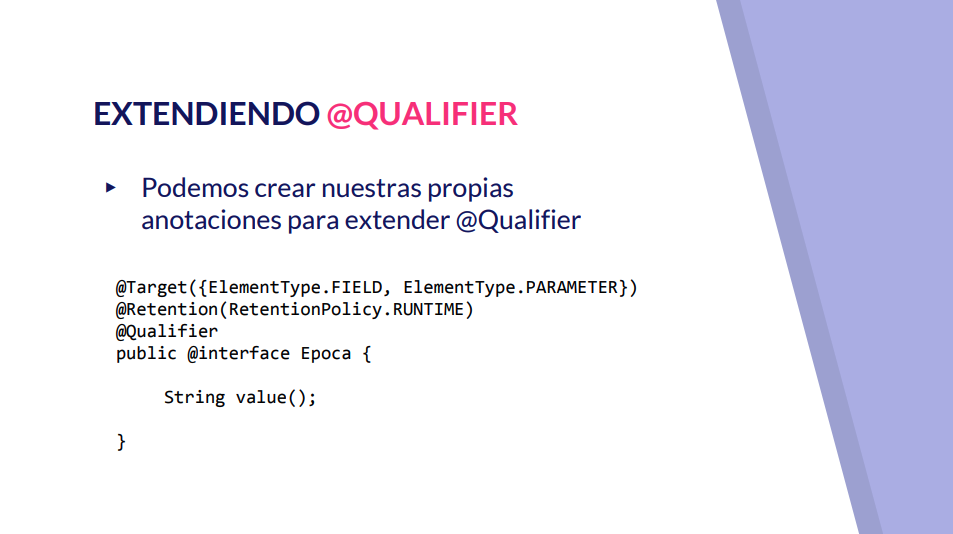 EXTENDIENDO @QUALIFIER
▸ Podemos crear nuestras propias
anotaciones para extender @Qualifier
@Target({ElementType.FIELD, ElementType.PARAMETER})
@Retention(RetentionPolicy.RUNTIME)
@Qualifier
public @interface Epoca {
String value();
}